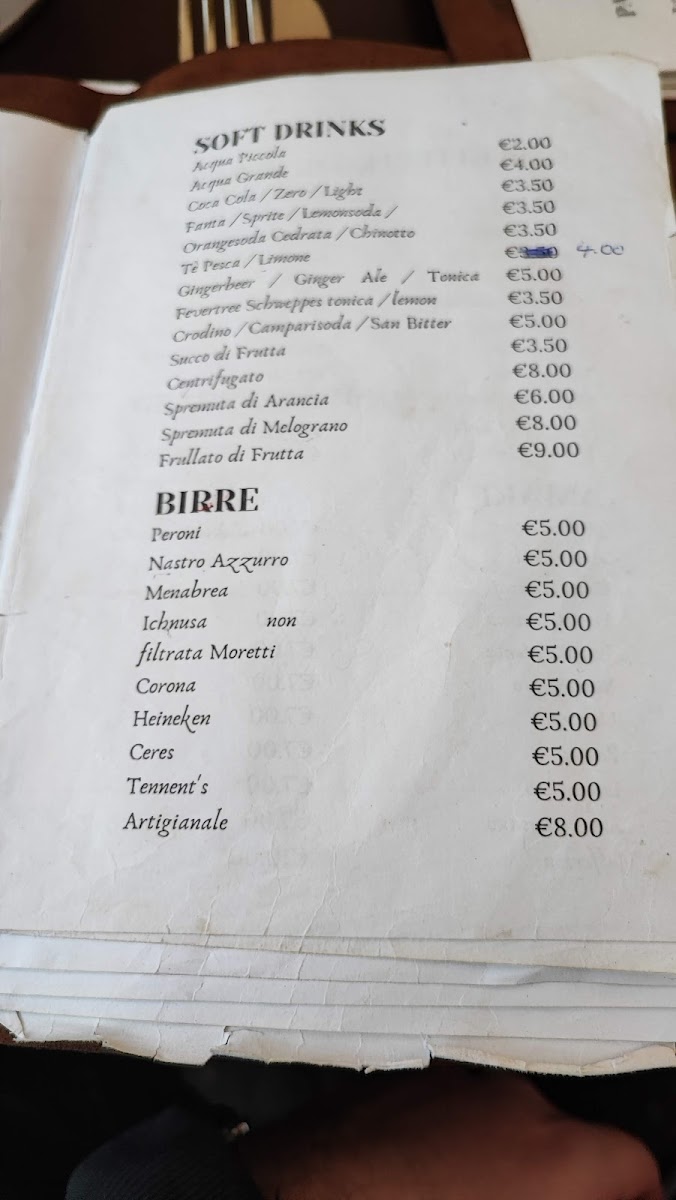 SOFT DRINKS
Acqua Piccola €2.00
Acqua Grande €4.00
Coca Cola / Zero / Light €3.50
Fanta / Sprite / Lemonsoda / €3.50
Orangesoda Cedrata / Chinotto €3.50
Tè Pesca / Limone €3.50 4.00
Gingerbeer / Ginger Ale / Tonica €5.00
Fevertree Schweppes tonica / lemon €3.50
Crodino / Camparisoda / San Bitter €5.00
Succo di Frutta €3.50
Centrifugato €8.00
Spremuta di Arancia €6.00
Spremuta di Melograno €8.00
Frullato di Frutta €9.00
BIRRE
Peroni €5.00
Nastro Azzurro €5.00
Menabrea €5.00
Ichnusa non €5.00
filtrata Moretti €5.00
Corona €5.00
Heineken €5.00
Ceres €5.00
Tennent's €5.00
Artigianale €8.00